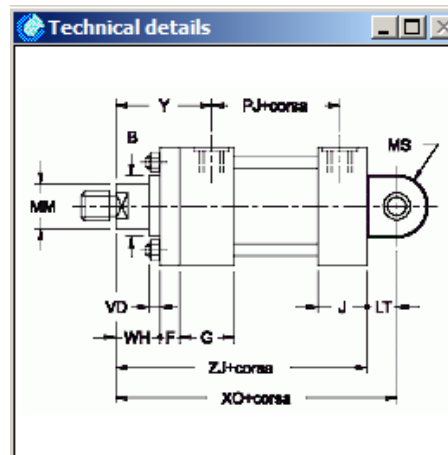 Technical details
Y
PJ+corsa
B
MS
MM
VD
J
LT
WH
F
G
ZJ+corsa
XO+corsa